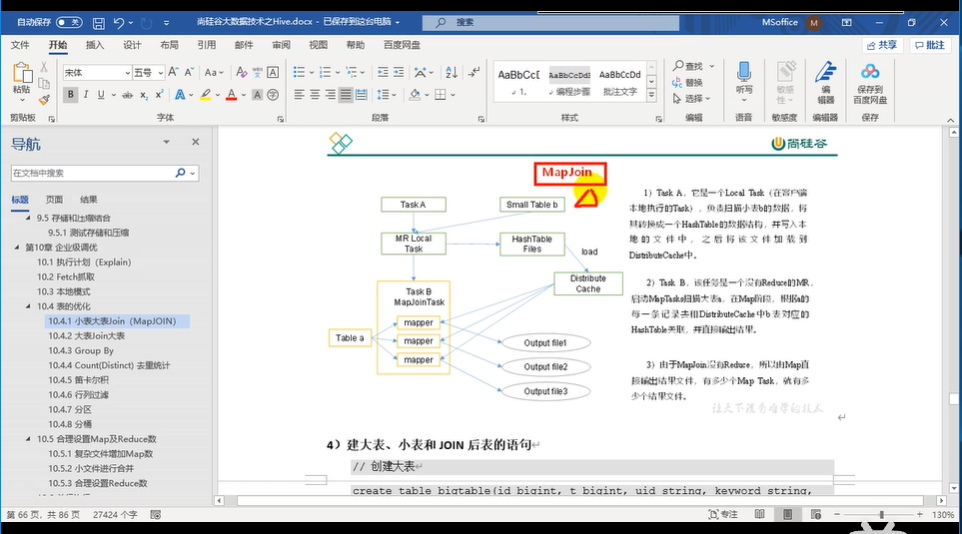 自动保存 关 尚硅谷大数据技术之Hive.docx - 已保存到这台电脑 搜索 MSoffice M
文件 开始 插入 设计 布局 引用 邮件 审阅 视图 帮助 百度网盘 共享 批注
粘贴 宋体 五号 A A Aa A A
B I U ab x₂ x² A A A A
AaBbCcI AaBbCcDdI AaBbCcDd
1. 编程步骤 批注文字
查找
替换
选择
听写 敏感性 编辑器 保存到百度网盘
剪贴板 字体 段落 样式 编辑 语音 敏感度 编辑器 保存
导航
在文档中搜索
标题 页面 结果
9.5 存储和压缩结合
9.5.1 测试存储和压缩
第10章 企业级调优
10.1 执行计划（Explain）
10.2 Fetch抓取
10.3 本地模式
10.4 表的优化
10.4.1 小表大表Join（MapJOIN）
10.4.2 大表Join大表
10.4.3 Group By
10.4.4 Count(Distinct) 去重统计
10.4.5 笛卡尔积
10.4.6 行列过滤
10.4.7 分区
10.4.8 分桶
10.5 合理设置Map及Reduce数
10.5.1 复杂文件增加Map数
10.5.2 小文件进行合并
10.5.3 合理设置Reduce数
尚硅谷
MapJoin
Task A
Small Table b
MR Local Task
HashTable Files
load
Distribute Cache
Task B
MapJoinTask
Table a
mapper
mapper
mapper
Output file1
Output file2
Output file3
1）Task A，它是一个Local Task（在客户端
本地执行的Task），负责扫描小表b的数据，将
其转换成一个HashTable的数据结构，并写入本
地的文件中，之后将该文件加载到
DistributeCache中。
2）Task B，该任务是一个没有Reduce的MR，
启动MapTasks扫描大表a，在Map阶段，根据a的
每一条记录去和DistributeCache中b表对应的
HashTable关联，并直接输出结果。
3）由于MapJoin没有Reduce，所以由Map直
接输出结果文件，有多少个Map Task，就有多
少个结果文件。
让天下没有难学的技术
4）建大表、小表和 JOIN 后表的语句
// 创建大表
create table bigtable(id bigint, t bigint, uid string, keyword string,
第 66 页，共 86 页 27424 个字 专注 130%